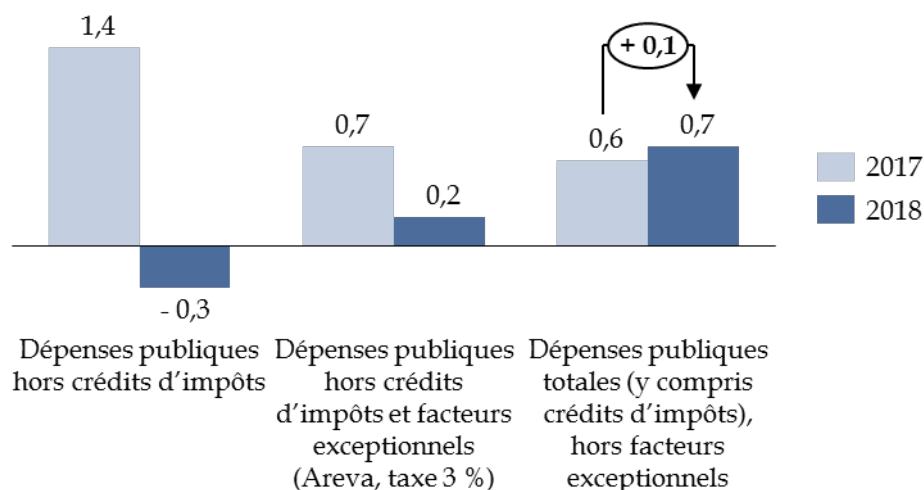 1,4
+ 0,1
0,7
0,6
0,7
2017
0,2
2018
- 0,3
Dépenses publiques
hors crédits d’impôts
Dépenses publiques
hors crédits
d’impôts et facteurs
exceptionnels
(Areva, taxe 3 %)
Dépenses publiques
totales (y compris
crédits d’impôts),
hors facteurs
exceptionnels